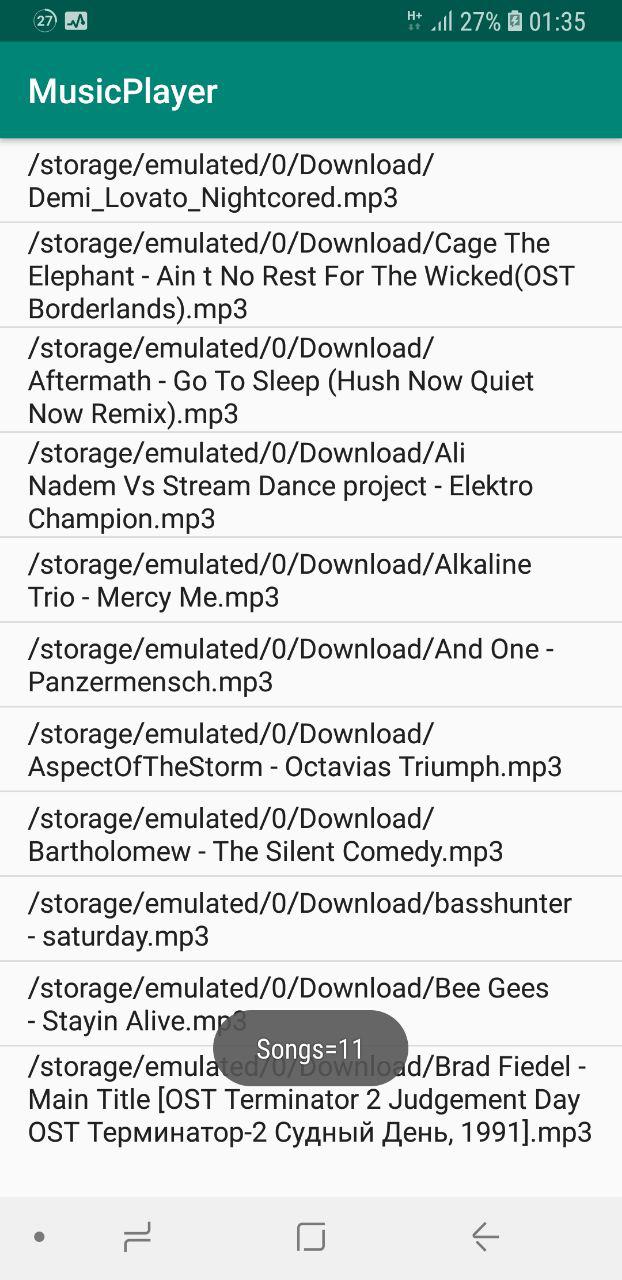 27 H+ 27% 01:35
MusicPlayer
/storage/emulated/0/Download/
Demi_Lovato_Nightcored.mp3
/storage/emulated/0/Download/Cage The
Elephant - Ain t No Rest For The Wicked(OST
Borderlands).mp3
/storage/emulated/0/Download/
Aftermath - Go To Sleep (Hush Now Quiet
Now Remix).mp3
/storage/emulated/0/Download/Ali
Nadem Vs Stream Dance project - Elektro
Champion.mp3
/storage/emulated/0/Download/Alkaline
Trio - Mercy Me.mp3
/storage/emulated/0/Download/And One -
Panzermensch.mp3
/storage/emulated/0/Download/
AspectOfTheStorm - Octavias Triumph.mp3
/storage/emulated/0/Download/
Bartholomew - The Silent Comedy.mp3
/storage/emulated/0/Download/basshunter
- saturday.mp3
/storage/emulated/0/Download/Bee Gees
- Stayin Alive.mp3
Songs=11
/storage/emulated/0/Download/Brad Fiedel -
Main Title [OST Terminator 2 Judgement Day
OST Терминатор-2 Судный День, 1991].mp3